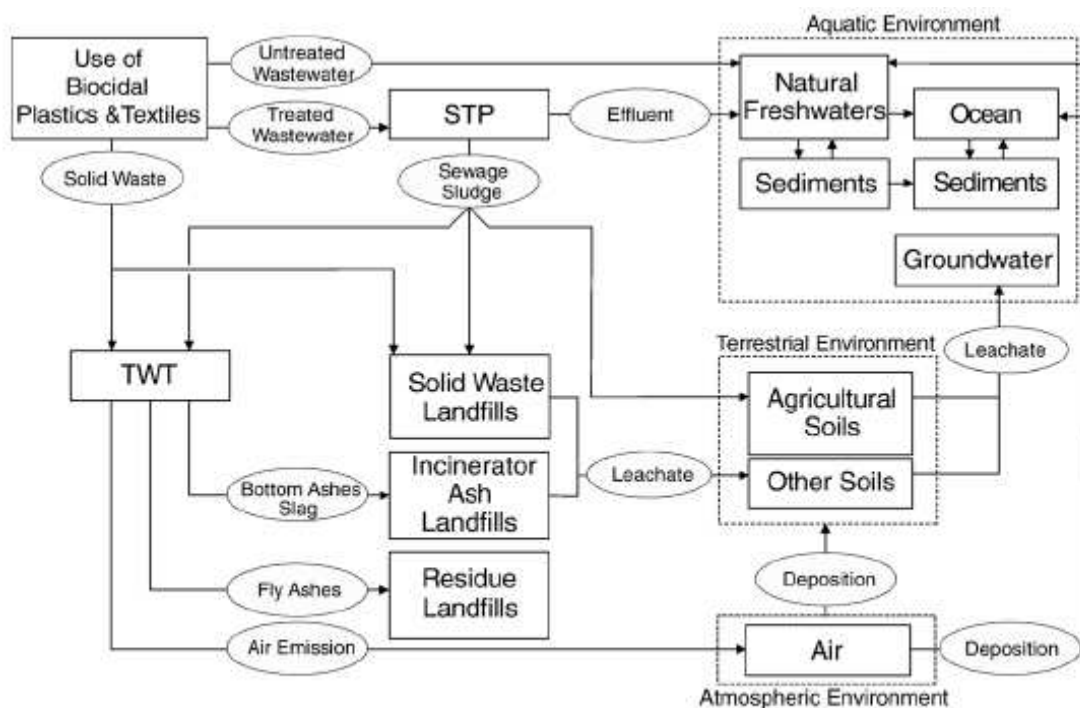 Aquatic Environment
Use of
Biocidal
Plastics &Textiles
Untreated
Wastewater
Treated
Wastewater
STP
Effluent
Natural
Freshwaters
Ocean
Solid Waste
Sewage
Sludge
Sediments
Sediments
Groundwater
TWT
Solid Waste
Landfills
Terrestrial Environment
Leachate
Agricultural
Soils
Bottom Ashes
Slag
Incinerator
Ash
Landfills
Leachate
Other Soils
Fly Ashes
Residue
Landfills
Deposition
Air Emission
Air
Deposition
Atmospheric Environment